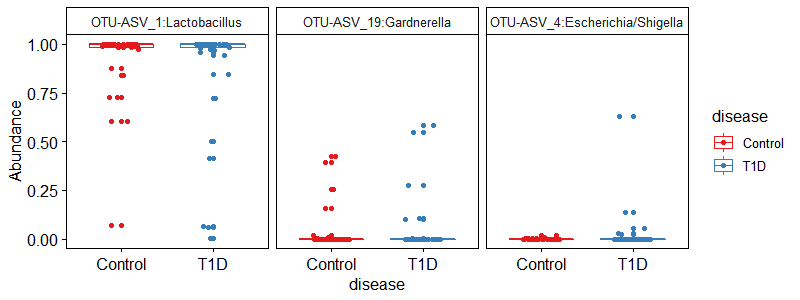 OTU-ASV_1:Lactobacillus
OTU-ASV_19:Gardnerella
OTU-ASV_4:Escherichia/Shigella
Abundance
1.00
0.75
0.50
0.25
0.00
Control
T1D
Control
T1D
Control
T1D
disease
disease
Control
T1D